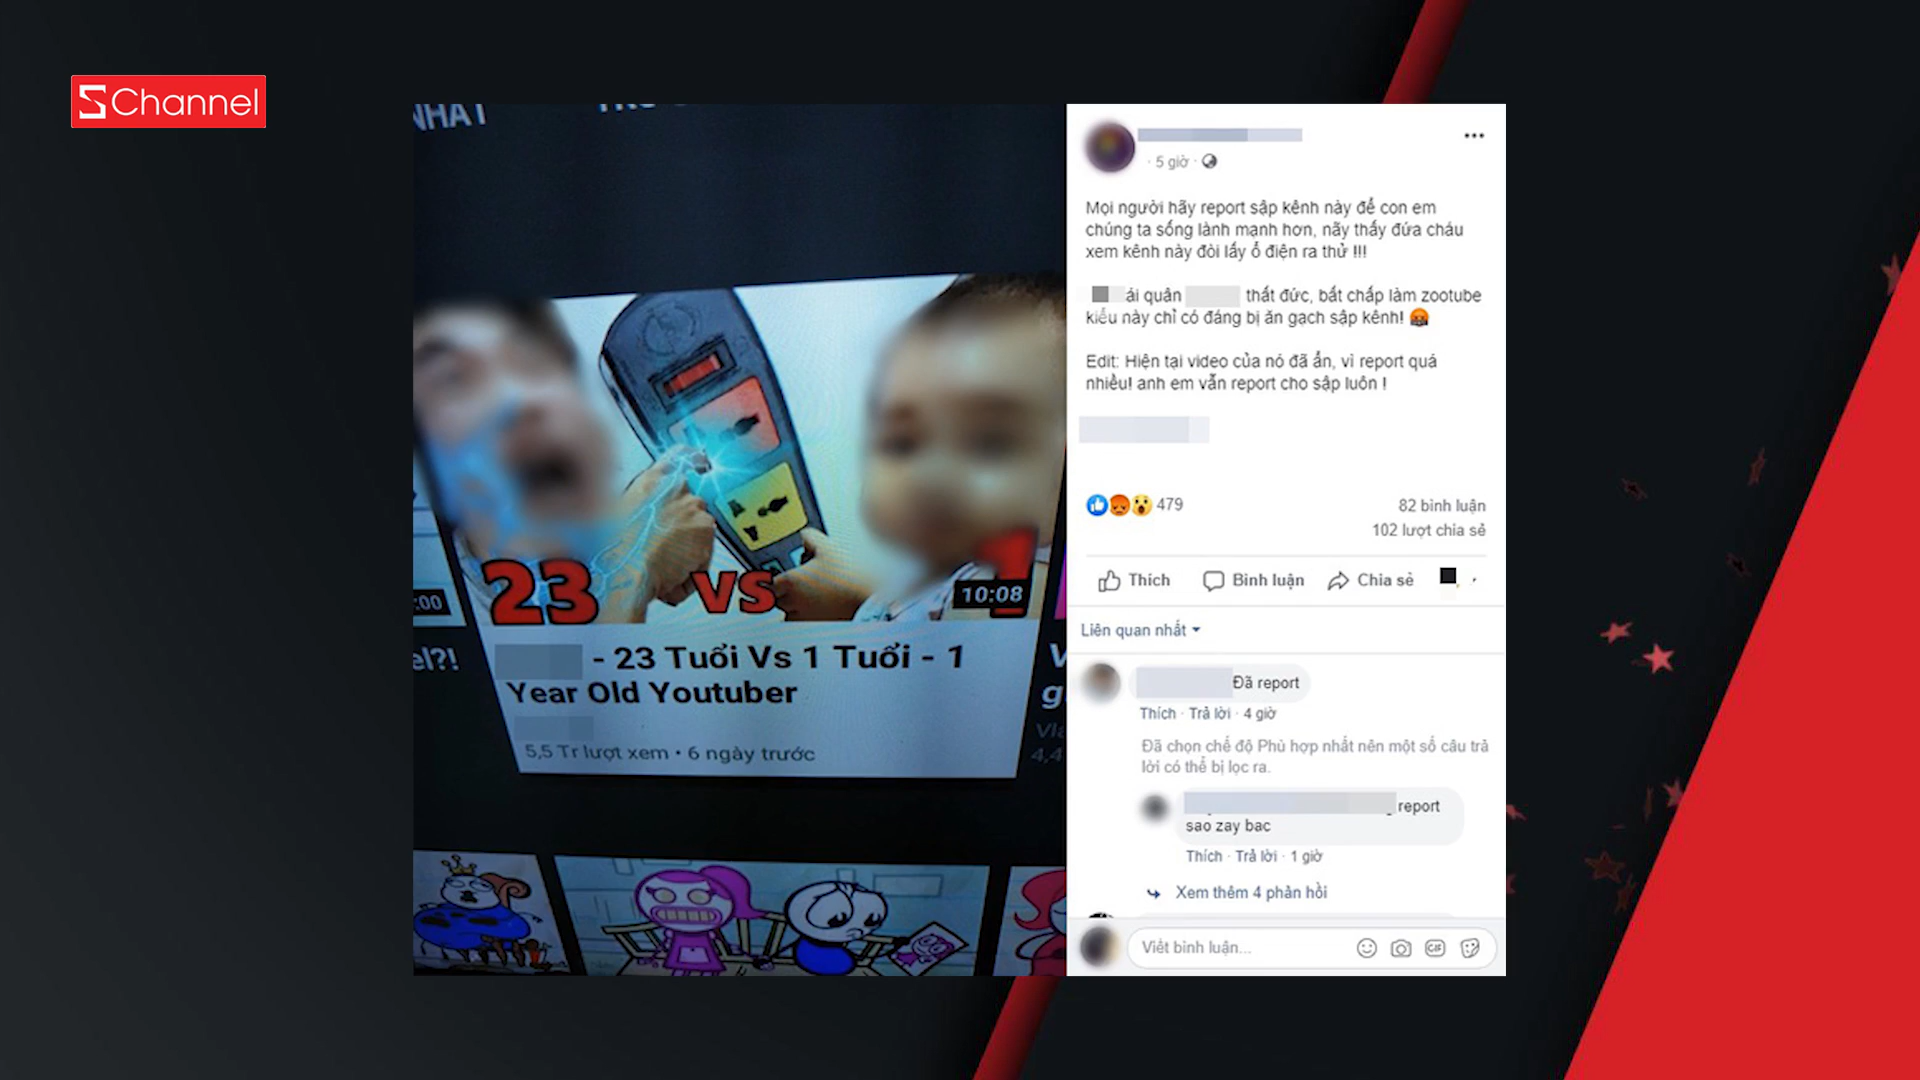 SChannel
NHẤT
:00
el?!
23 VS 1
10:08
- 23 Tuổi Vs 1 Tuổi - 1
Year Old Youtuber
5,5 Tr lượt xem • 6 ngày trước
4,4
5 giờ ·
Mọi người hãy report sập kênh này để con em
chúng ta sống lành mạnh hơn, nãy thấy đứa cháu
xem kênh này đòi lấy ổ điện ra thử !!!
ái quân thất đức, bất chấp làm zootube
kiểu này chỉ có đáng bị ăn gạch sập kênh! 🤬
Edit: Hiện tại video của nó đã ẩn, vì report quá
nhiều! anh em vẫn report cho sập luôn !
479
82 bình luận
102 lượt chia sẻ
Thích
Bình luận
Chia sẻ
Liên quan nhất
Đã report
Thích · Trả lời · 4 giờ
Đã chọn chế độ Phù hợp nhất nên một số câu trả
lời có thể bị lọc ra.
report
sao zay bac
Thích · Trả lời · 1 giờ
Xem thêm 4 phản hồi
Viết bình luận...
GIF